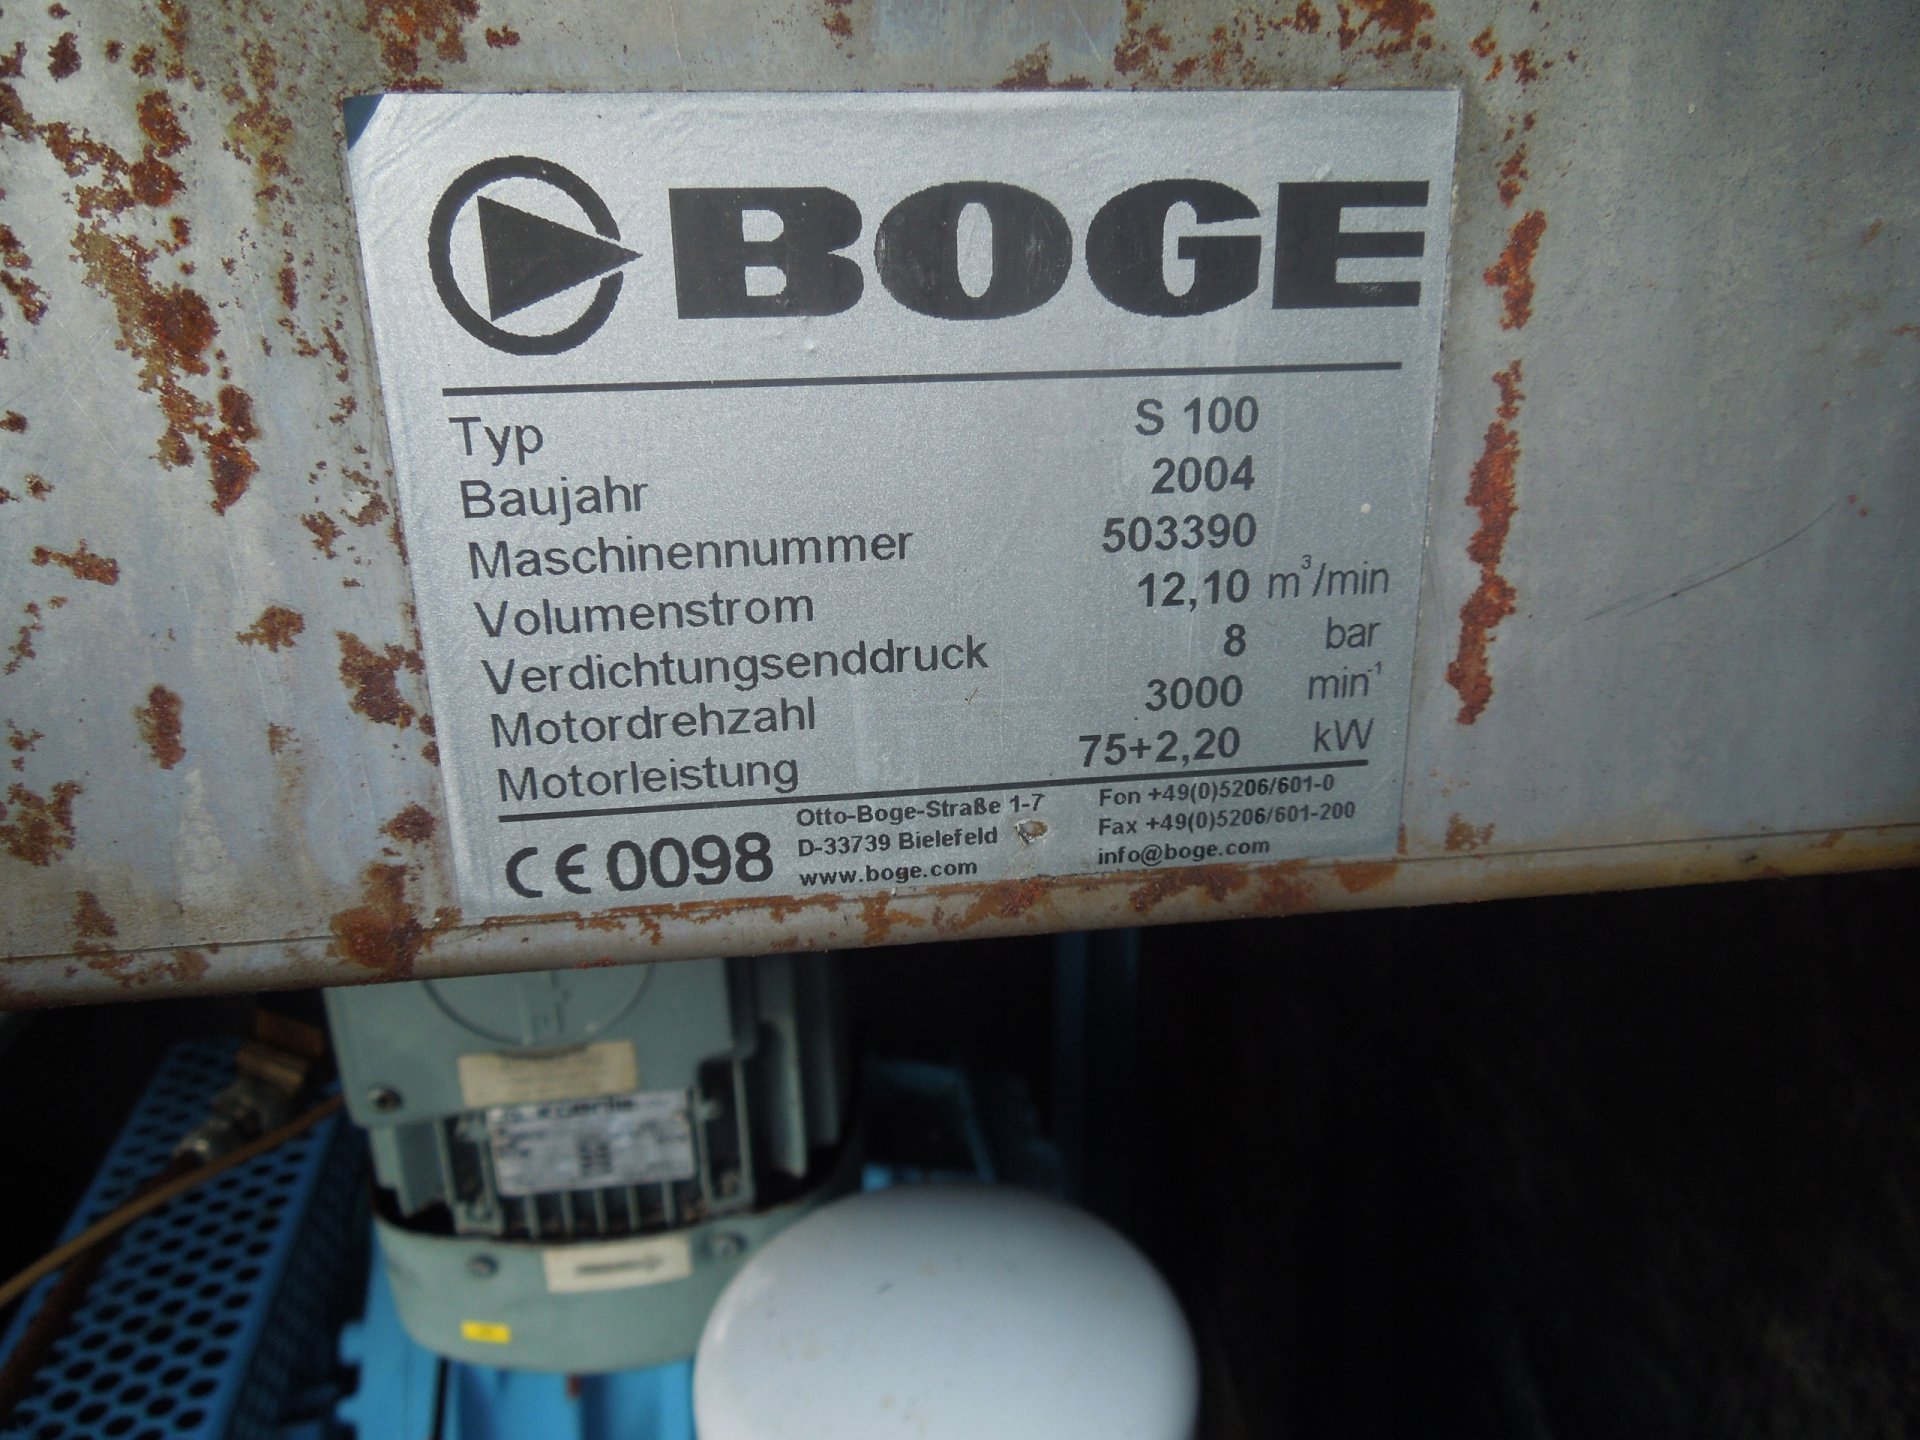 BOGE
Typ S 100
Baujahr 2004
Maschinennummer 503390
Volumenstrom 12,10 m³/min
Verdichtungsenddruck 8 bar
Motordrehzahl 3000 min⁻¹
Motorleistung 75+2,20 kW
CE 0098
Otto-Boge-Straße 1-7
D-33739 Bielefeld
www.boge.com
Fon +49(0)5206/601-0
Fax +49(0)5206/601-200
info@boge.com